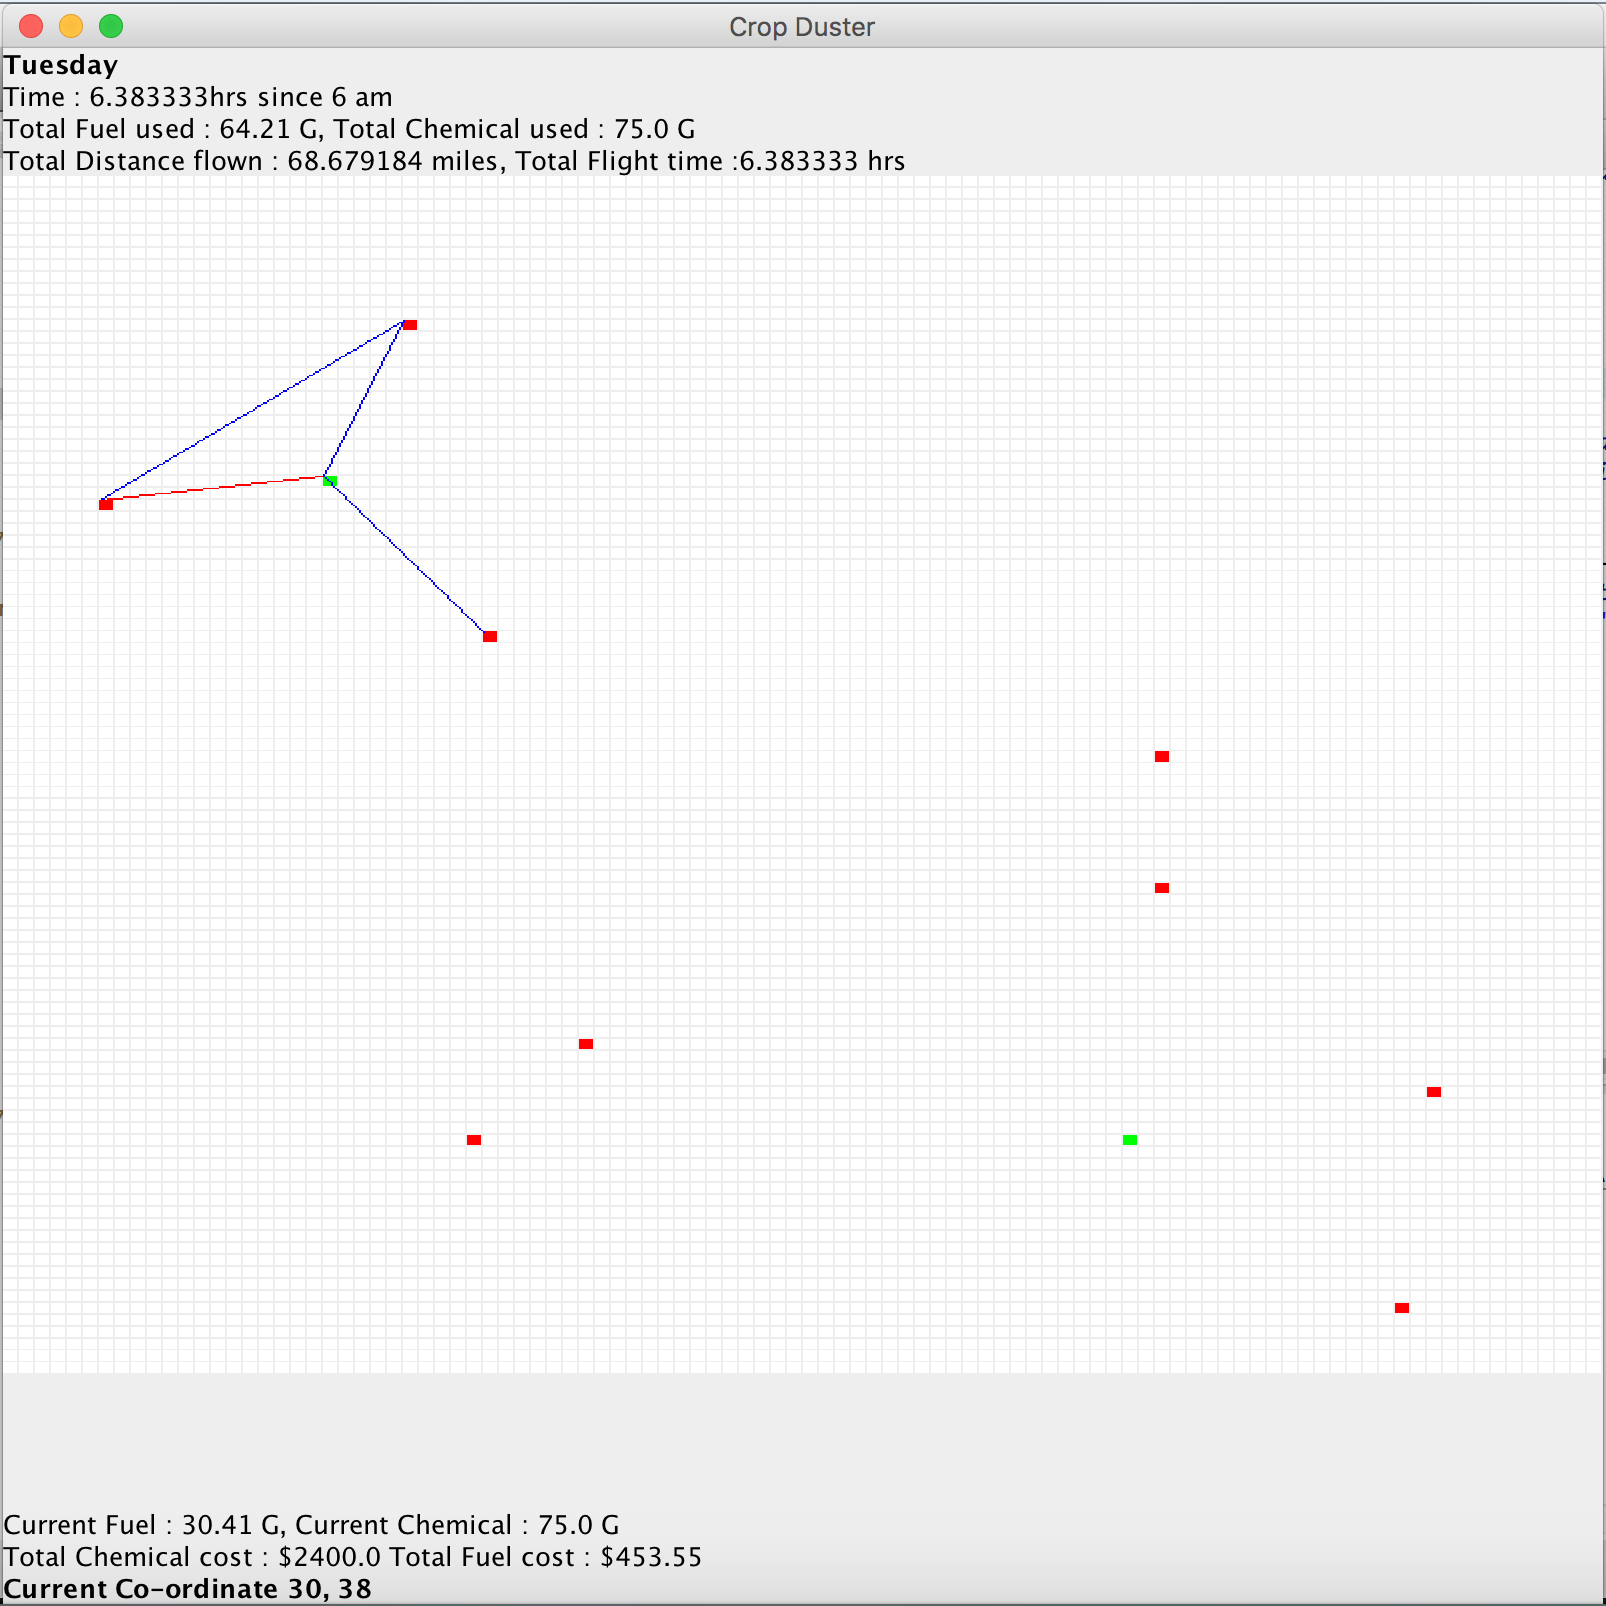 Crop Duster
Tuesday
Time : 6.383333hrs since 6 am
Total Fuel used : 64.21 G, Total Chemical used : 75.0 G
Total Distance flown : 68.679184 miles, Total Flight time :6.383333 hrs
Current Fuel : 30.41 G, Current Chemical : 75.0 G
Total Chemical cost : $2400.0 Total Fuel cost : $453.55
Current Co-ordinate 30, 38